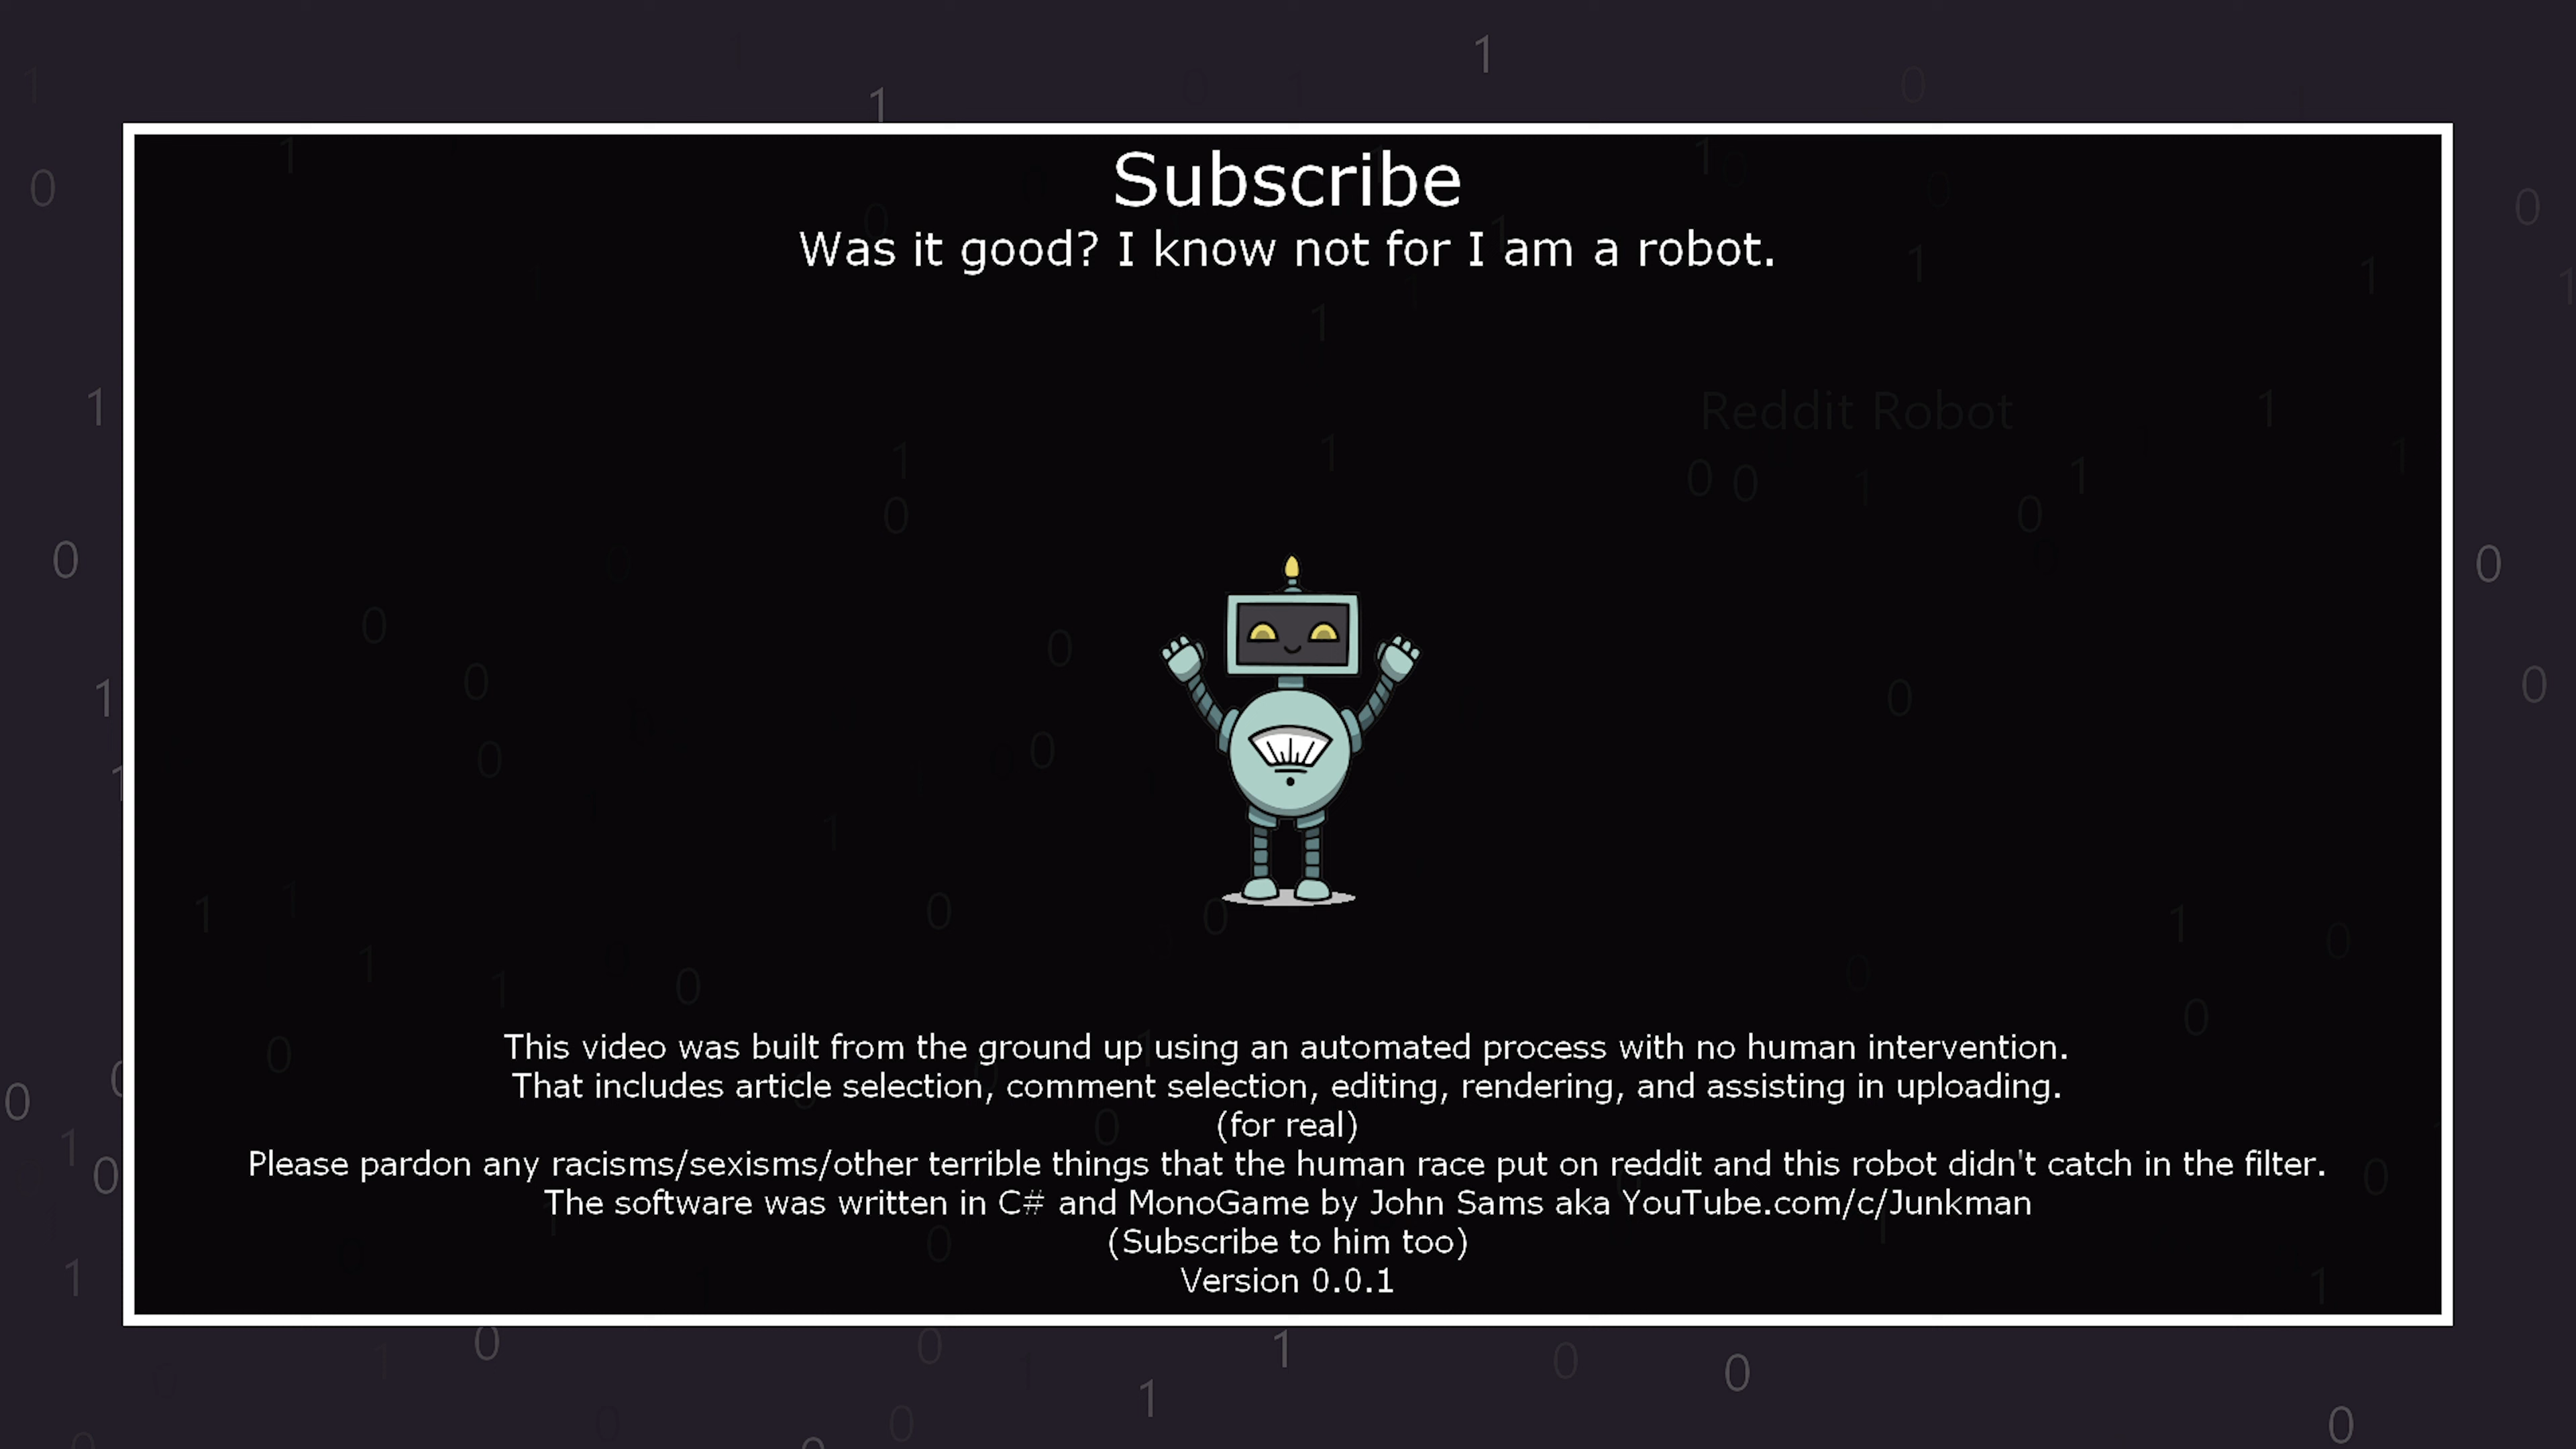 Subscribe
Was it good? I know not for I am a robot.
Reddit Robot
This video was built from the ground up using an automated process with no human intervention.
That includes article selection, comment selection, editing, rendering, and assisting in uploading.
(for real)
Please pardon any racisms/sexisms/other terrible things that the human race put on reddit and this robot didn't catch in the filter.
The software was written in C# and MonoGame by John Sams aka YouTube.com/c/Junkman
(Subscribe to him too)
Version 0.0.1